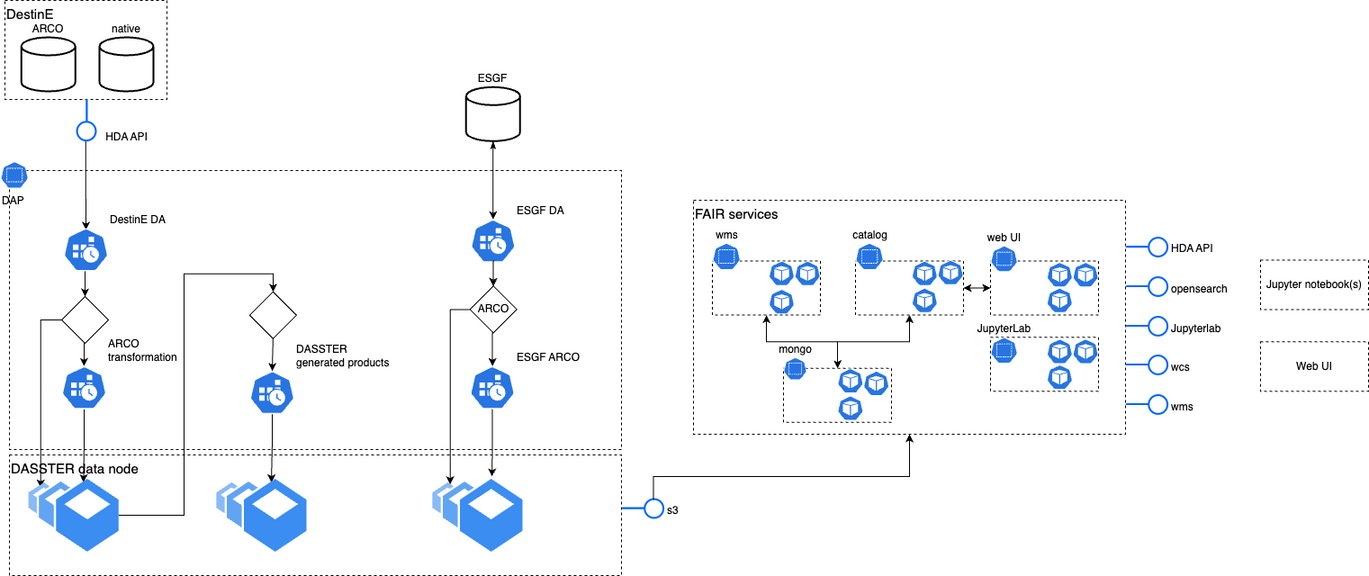 DestinE
ARCO
native
ESGF
HDA API
DAP
DestinE DA
ESGF DA
ARCO
ARCO
transformation
DASSTER
generated products
ESGF ARCO
DASSTER data node
s3
FAIR services
wms
catalog
web UI
mongo
JupyterLab
HDA API
opensearch
Jupyterlab
wcs
wms
Jupyter notebook(s)
Web UI